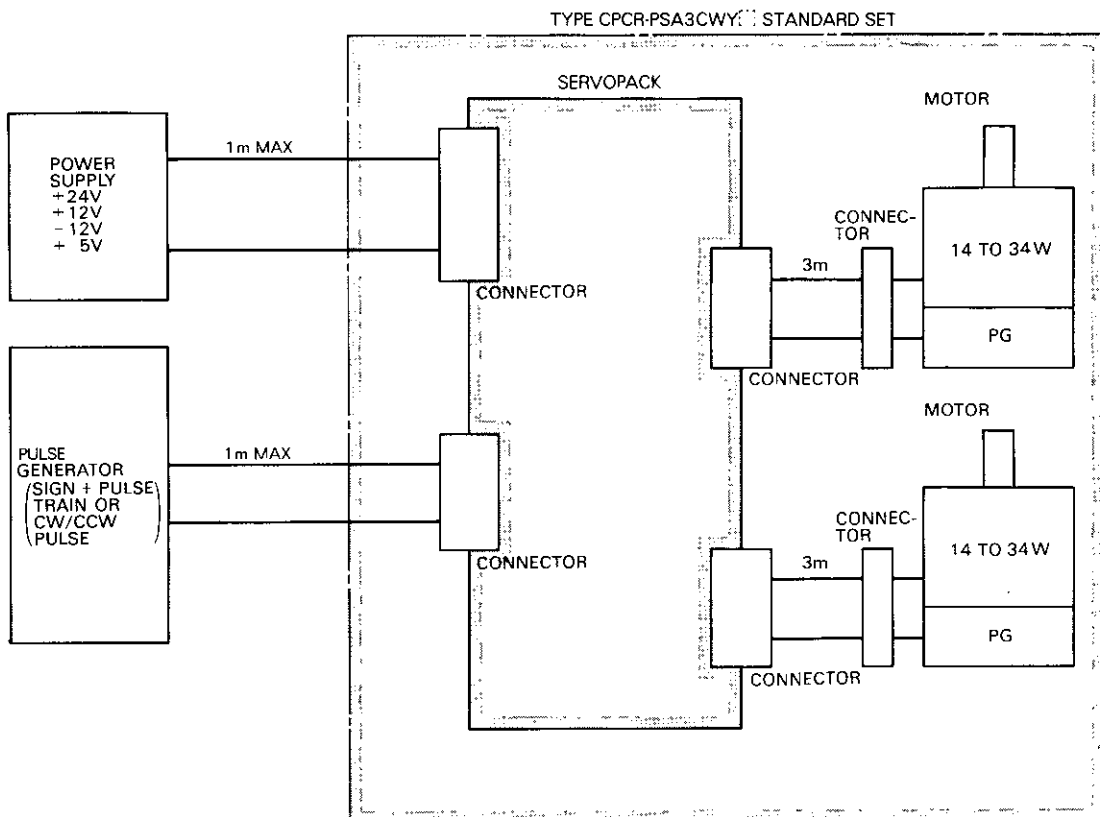 TYPE CPCR-PSA3CWY STANDARD SET
SERVOPACK
POWER
SUPPLY
+24V
+12V
-12V
+ 5V
1m MAX
CONNECTOR
PULSE
GENERATOR
(SIGN + PULSE
TRAIN OR
CW/CCW
PULSE)
1m MAX
CONNECTOR
MOTOR
CONNEC-
TOR
3m
14 TO 34W
PG
CONNECTOR
MOTOR
CONNEC-
TOR
3m
14 TO 34W
PG
CONNECTOR